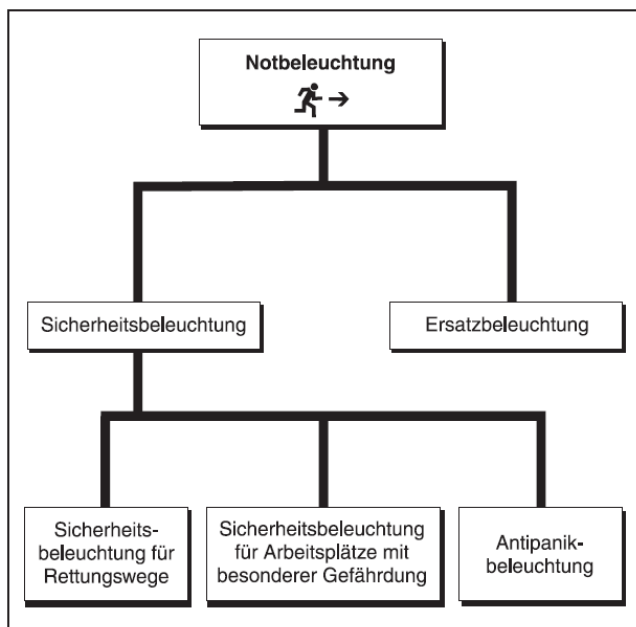 Notbeleuchtung
Sicherheitsbeleuchtung
Ersatzbeleuchtung
Sicherheits-
beleuchtung für
Rettungswege
Sicherheitsbeleuchtung
für Arbeitsplätze mit
besonderer Gefährdung
Antipanik-
beleuchtung